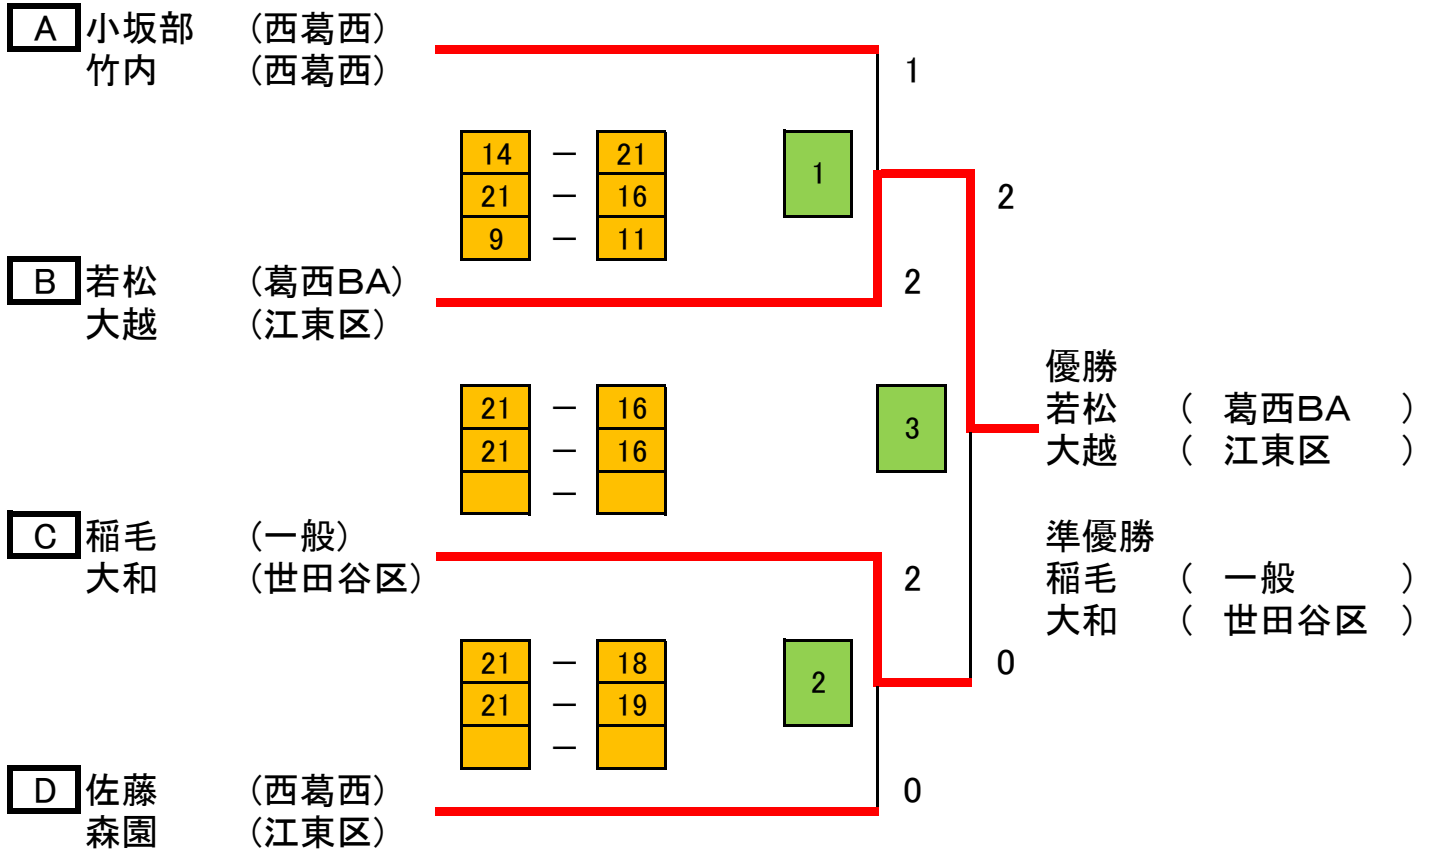 A 小坂部 （西葛西）
竹内 （西葛西）
1
14 － 21
1
21 － 16
2
9 － 11
B 若松 （葛西BA）
2
大越 （江東区）
優勝
21 － 16
若松 （ 葛西BA ）
3
21 － 16
大越 （ 江東区 ）
－
C 稲毛 （一般）
準優勝
大和 （世田谷区）
2
稲毛 （ 一般 ）
大和 （ 世田谷区 ）
21 － 18
0
2
21 － 19
－
D 佐藤 （西葛西）
0
森園 （江東区）